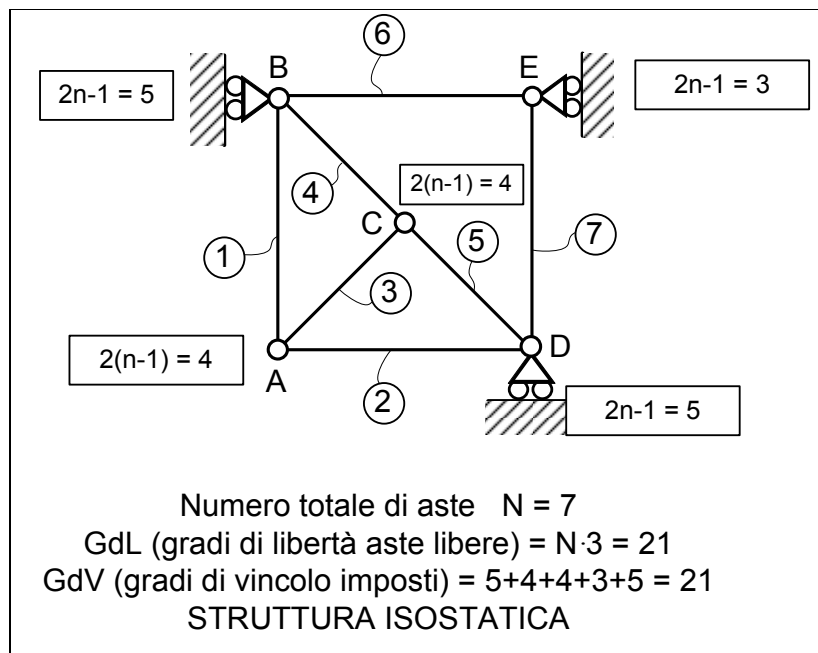 6
B
E
2n-1 = 5
2n-1 = 3
4
2(n-1) = 4
C
5
1
7
3
2(n-1) = 4
A
D
2
2n-1 = 5
Numero totale di aste N = 7
GdL (gradi di libertà aste libere) = N·3 = 21
GdV (gradi di vincolo imposti) = 5+4+4+3+5 = 21
STRUTTURA ISOSTATICA